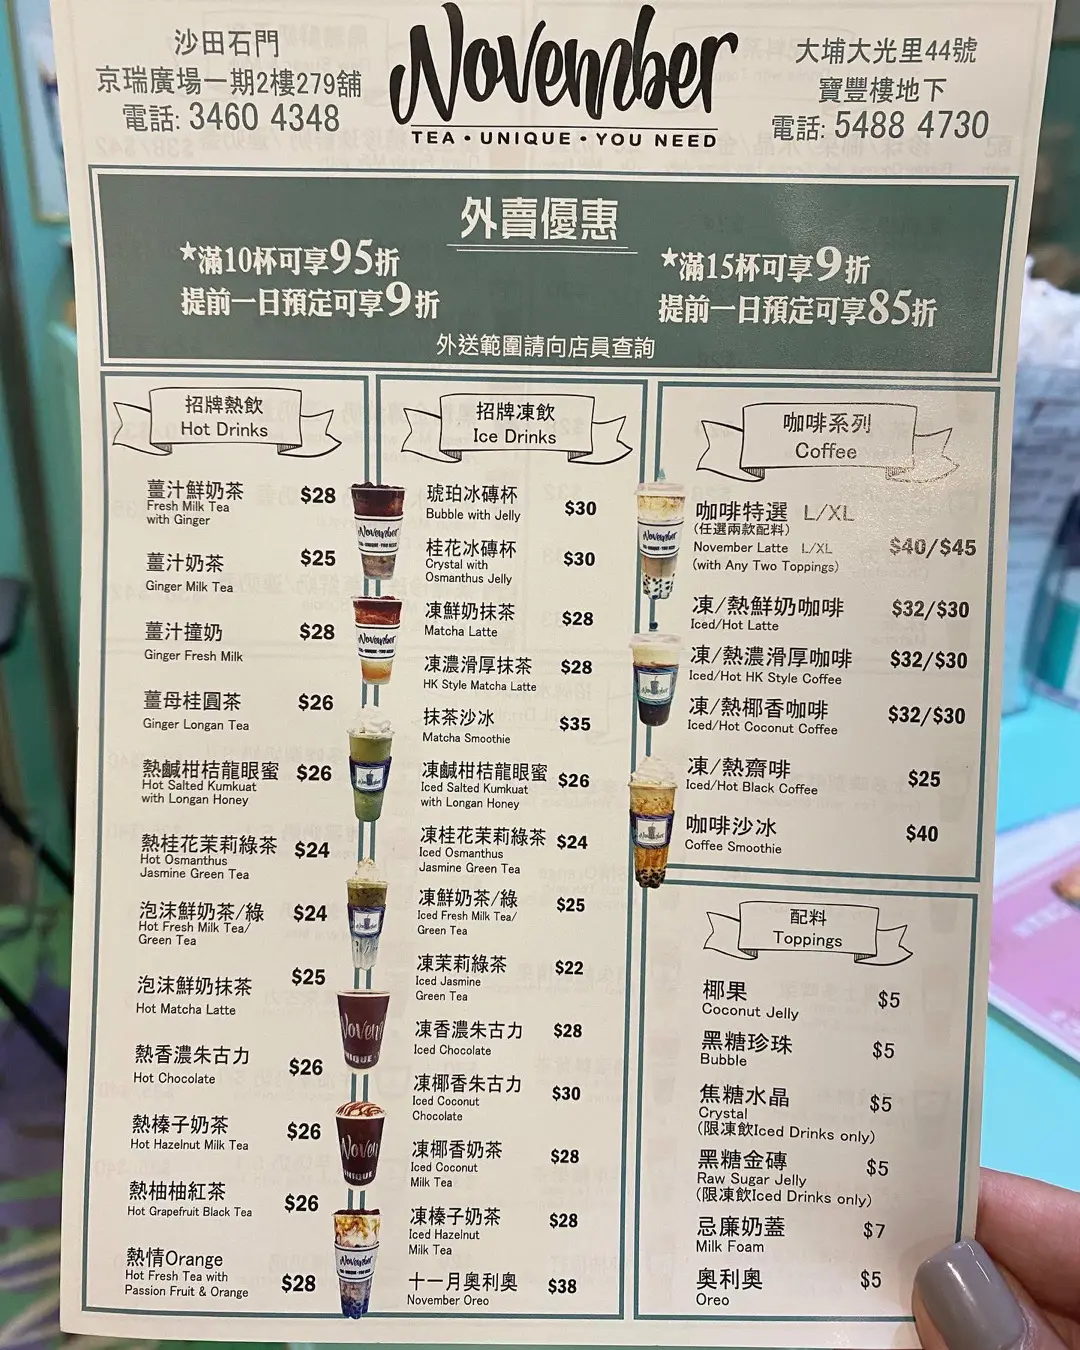 沙田石門
京瑞廣場一期2樓279舖
電話: 3460 4348
November
TEA · UNIQUE · YOU NEED
大埔大光里44號
寶豐樓地下
電話: 5488 4730
外賣優惠
★滿10杯可享95折
提前一日預定可享9折
★滿15杯可享9折
提前一日預定可享85折
外送範圍請向店員查詢
招牌熱飲
Hot Drinks
薑汁鮮奶茶 $28
Fresh Milk Tea
with Ginger
薑汁奶茶 $25
Ginger Milk Tea
薑汁撞奶 $28
Ginger Fresh Milk
薑母桂圓茶 $26
Ginger Longan Tea
熱鹹柑桔龍眼蜜 $26
Hot Salted Kumkuat
with Longan Honey
熱桂花茉莉綠茶 $24
Hot Osmanthus
Jasmine Green Tea
泡沫鮮奶茶/綠 $24
Hot Fresh Milk Tea/
Green Tea
泡沫鮮奶抹茶 $25
Hot Matcha Latte
熱香濃朱古力 $26
Hot Chocolate
熱榛子奶茶 $26
Hot Hazelnut Milk Tea
熱柚柚紅茶 $26
Hot Grapefruit Black Tea
熱情Orange $28
Hot Fresh Tea with
Passion Fruit & Orange
招牌凍飲
Ice Drinks
琥珀冰磚杯 $30
Bubble with Jelly
桂花冰磚杯 $30
Crystal with
Osmanthus Jelly
凍鮮奶抹茶 $28
Matcha Latte
凍濃滑厚抹茶 $28
HK Style Matcha Latte
抹茶沙冰 $35
Matcha Smoothie
凍鹹柑桔龍眼蜜 $26
Iced Salted Kumkuat
with Longan Honey
凍桂花茉莉綠茶 $24
Iced Osmanthus
Jasmine Green Tea
凍鮮奶茶/綠 $25
Iced Fresh Milk Tea/
Green Tea
凍茉莉綠茶 $22
Iced Jasmine
Green Tea
凍香濃朱古力 $28
Iced Chocolate
凍椰香朱古力 $30
Iced Coconut
Chocolate
凍椰香奶茶 $28
Iced Coconut
Milk Tea
凍榛子奶茶 $28
Iced Hazelnut
Milk Tea
十一月奧利奧 $38
November Oreo
咖啡系列
Coffee
咖啡特選 L/XL
(任選兩款配料)
November Latte L/XL $40/$45
(with Any Two Toppings)
凍/熱鮮奶咖啡 $32/$30
Iced/Hot Latte
凍/熱濃滑厚咖啡 $32/$30
Iced/Hot HK Style Coffee
凍/熱椰香咖啡 $32/$30
Iced/Hot Coconut Coffee
凍/熱齋啡 $25
Iced/Hot Black Coffee
咖啡沙冰 $40
Coffee Smoothie
配料
Toppings
椰果 $5
Coconut Jelly
黑糖珍珠 $5
Bubble
焦糖水晶 $5
Crystal
(限凍飲Iced Drinks only)
黑糖金磚 $5
Raw Sugar Jelly
(限凍飲Iced Drinks only)
忌廉奶蓋 $7
Milk Foam
奧利奧 $5
Oreo